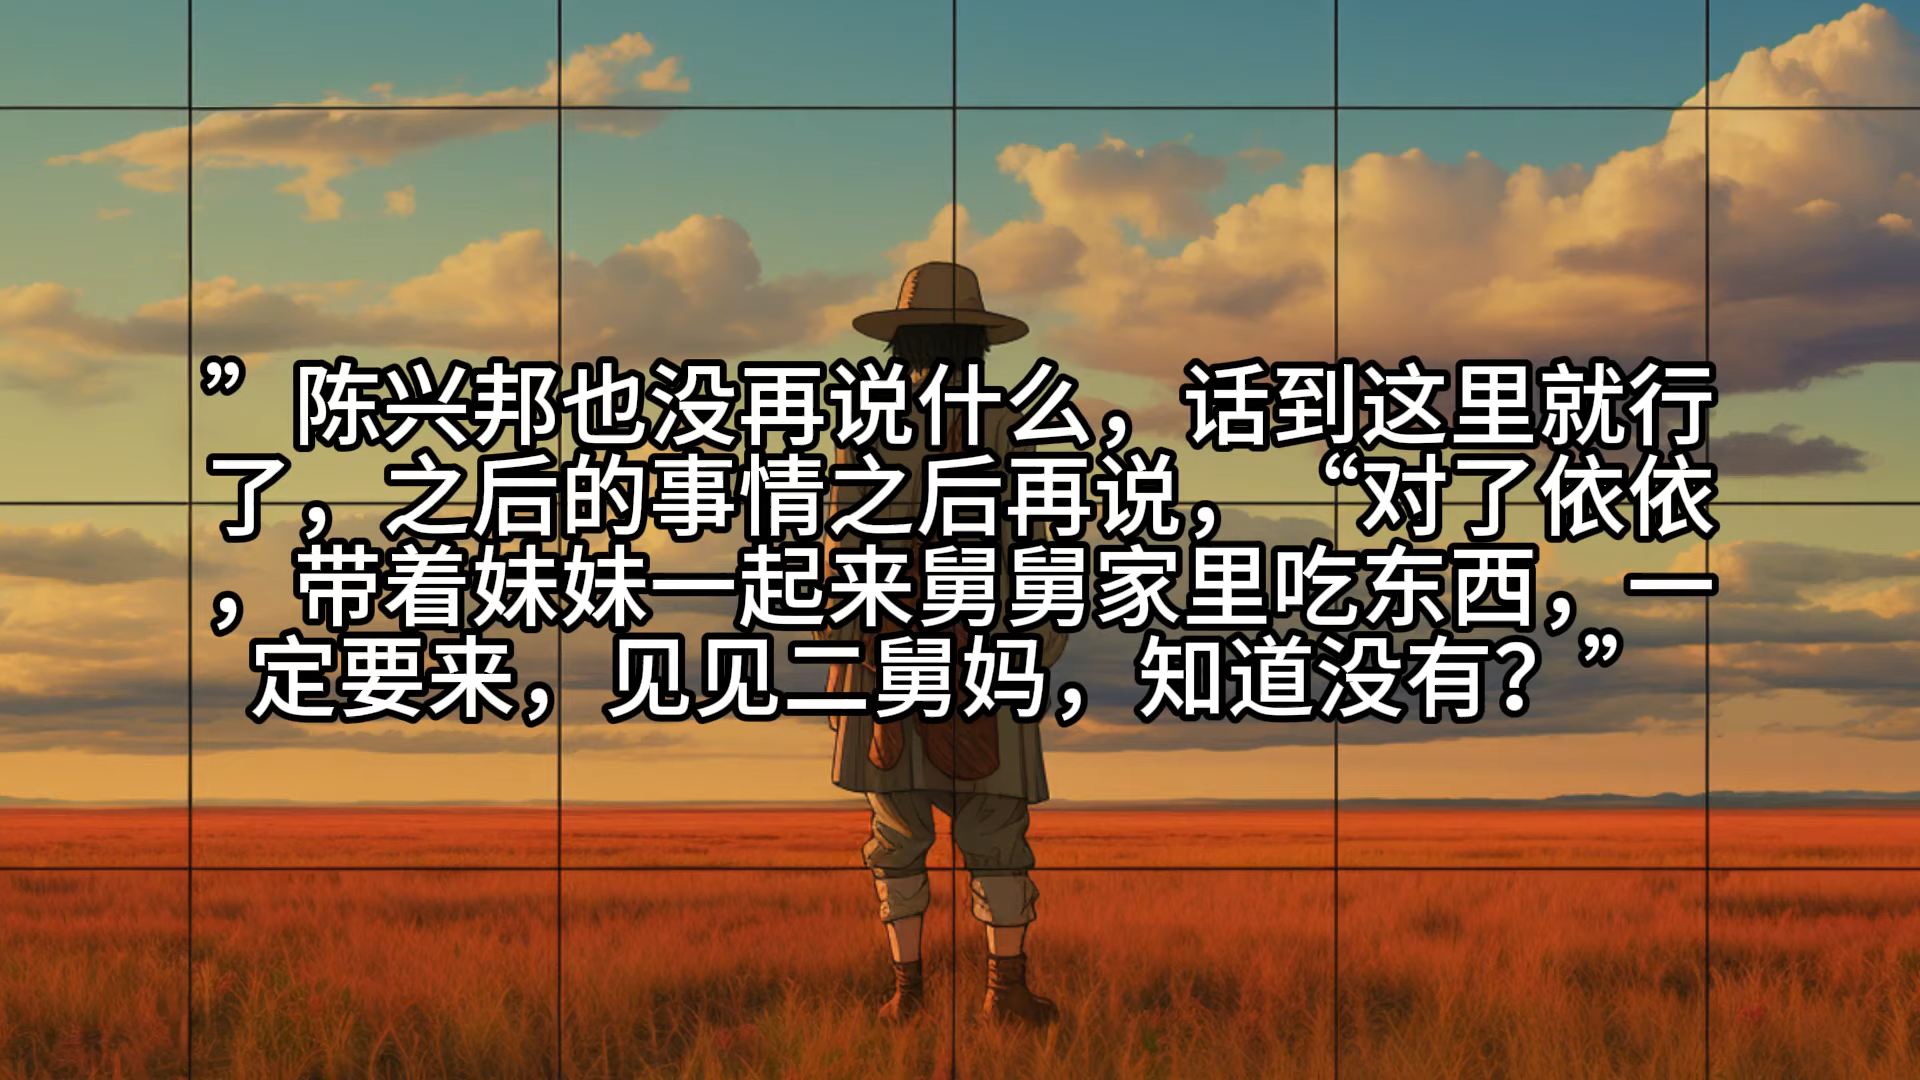 ”陈兴邦也没再说什么，话到这里就行
了，之后的事情之后再说，“对了依依
，带着妹妹一起来舅舅家里吃东西，一
定要来，见见二舅妈，知道没有？”